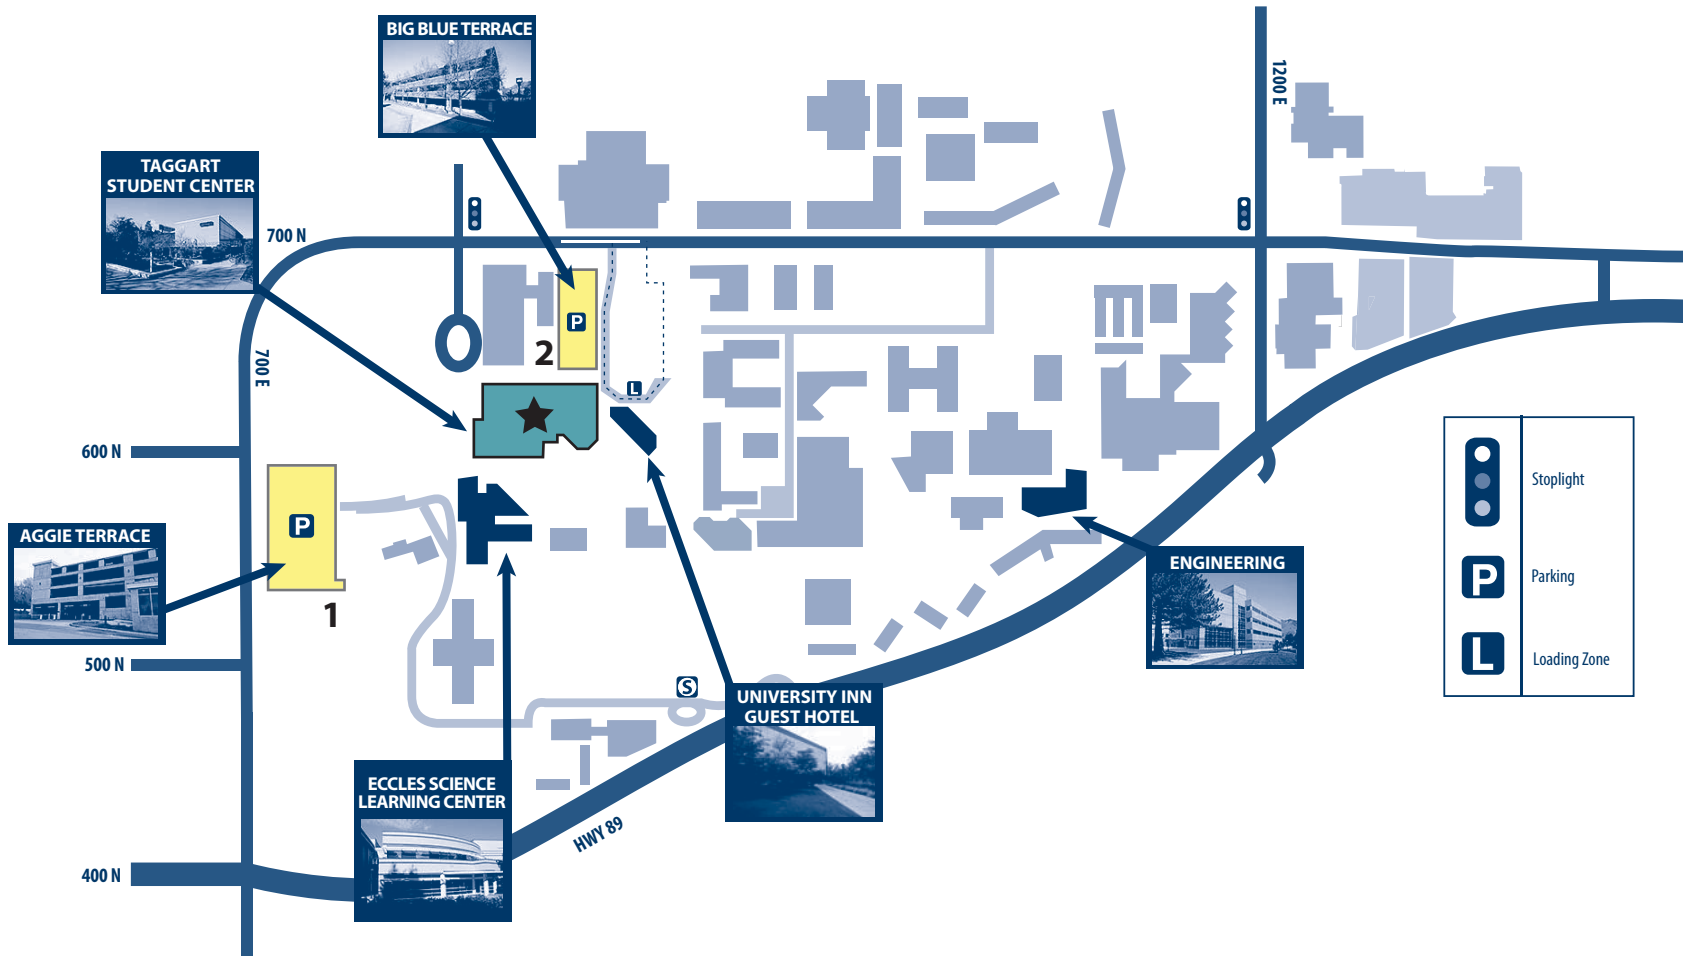 BIG BLUE TERRACE
1200 E
TAGGART
STUDENT CENTER
700 N
P
2
700 E
L
600 N
P
AGGIE TERRACE
1
ENGINEERING
500 N
S
UNIVERSITY INN
GUEST HOTEL
ECCLES SCIENCE
LEARNING CENTER
HWY 89
400 N
Stoplight
P
Parking
L
Loading Zone